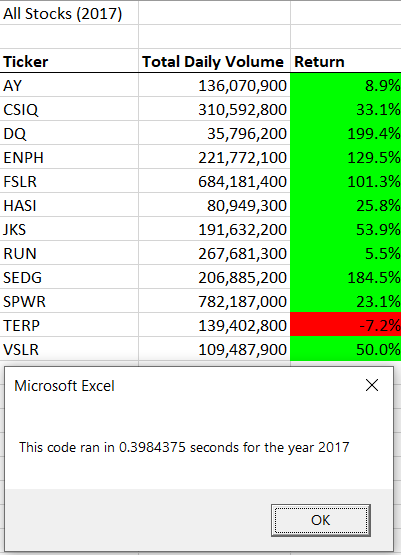 All Stocks (2017)
Ticker Total Daily Volume Return
AY 136,070,900 8.9%
CSIQ 310,592,800 33.1%
DQ 35,796,200 199.4%
ENPH 221,772,100 129.5%
FSLR 684,181,400 101.3%
HASI 80,949,300 25.8%
JKS 191,632,200 53.9%
RUN 267,681,300 5.5%
SEDG 206,885,200 184.5%
SPWR 782,187,000 23.1%
TERP 139,402,800 -7.2%
VSLR 109,487,900 50.0%
Microsoft Excel
This code ran in 0.3984375 seconds for the year 2017
OK